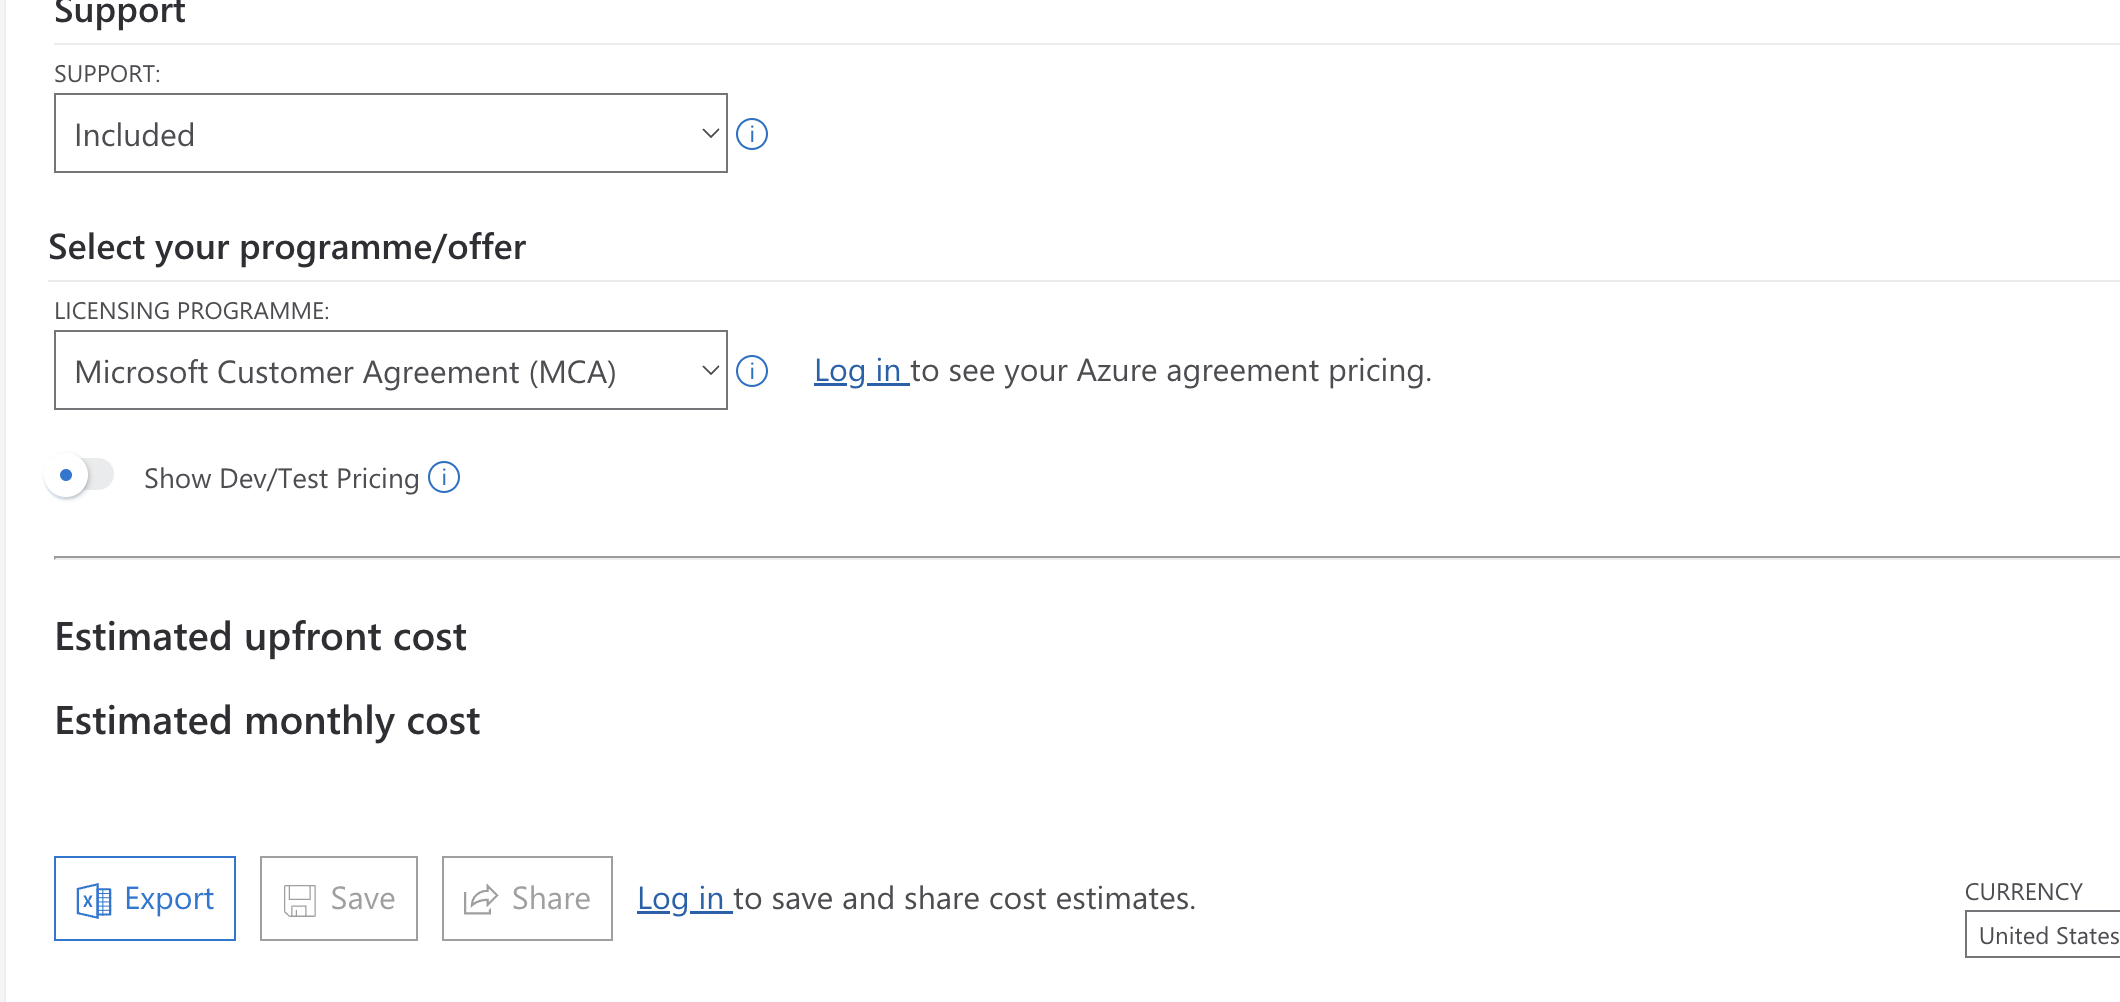 Support
SUPPORT:
Included
Select your programme/offer
LICENSING PROGRAMME:
Microsoft Customer Agreement (MCA)
Log in to see your Azure agreement pricing.
Show Dev/Test Pricing
Estimated upfront cost
Estimated monthly cost
Export
Save
Share
Log in to save and share cost estimates.
CURRENCY
United States